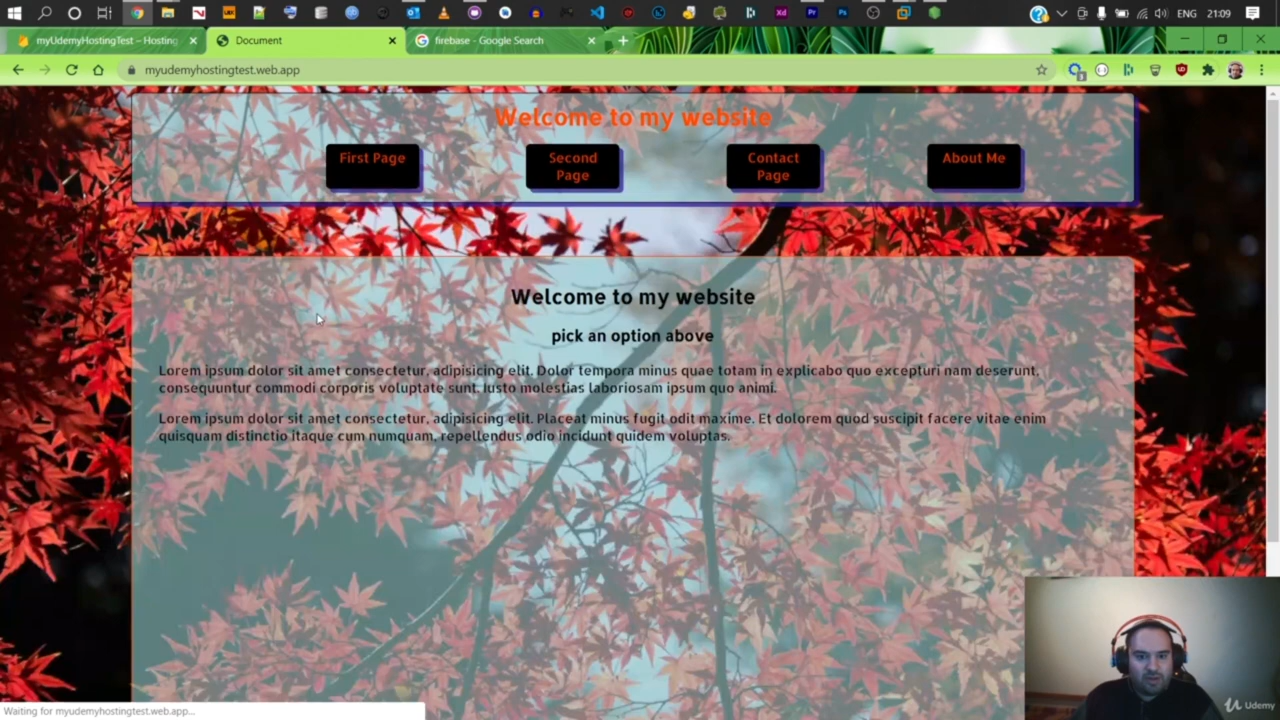 ENG 21:09
myUdemyHostingTest – Hosting
Document
firebase - Google Search
myudemyhostingtest.web.app
Welcome to my website
First Page
Second
Page
Contact
Page
About Me
Welcome to my website
pick an option above
Lorem ipsum dolor sit amet consectetur, adipisicing elit. Dolor tempora minus quae totam in explicabo quo excepturi nam deserunt,
consequuntur commodi corporis voluptate sunt, iusto molestias laboriosam ipsum quo animi.
Lorem ipsum dolor sit amet consectetur, adipisicing elit. Placeat minus fugit odit maxime. Et dolorem quod suscipit facere vitae enim
quisquam distinctio itaque cum numquam, repellendus odio incidunt quidem voluptas.
Waiting for myudemyhostingtest.web.app...
Udemy